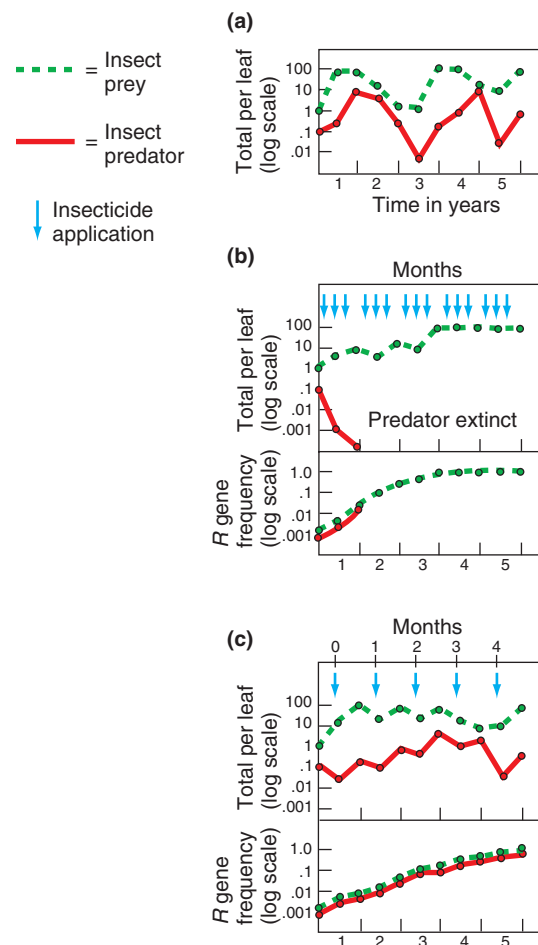 = Insect
prey
= Insect
predator
Insecticide
application
(a)
Total per leaf
(log scale)
100
10
1
.1
.01
1 2 3 4 5
Time in years
(b)
Months
Total per leaf
(log scale)
100
10
1
.1
.01
.001
Predator extinct
R gene
frequency
(log scale)
1.0
.1
.01
.001
1 2 3 4 5
(c)
Months
0 1 2 3 4
Total per leaf
(log scale)
100
10
1
.1
.01
.001
R gene
frequency
(log scale)
1.0
.1
.01
.001
1 2 3 4 5